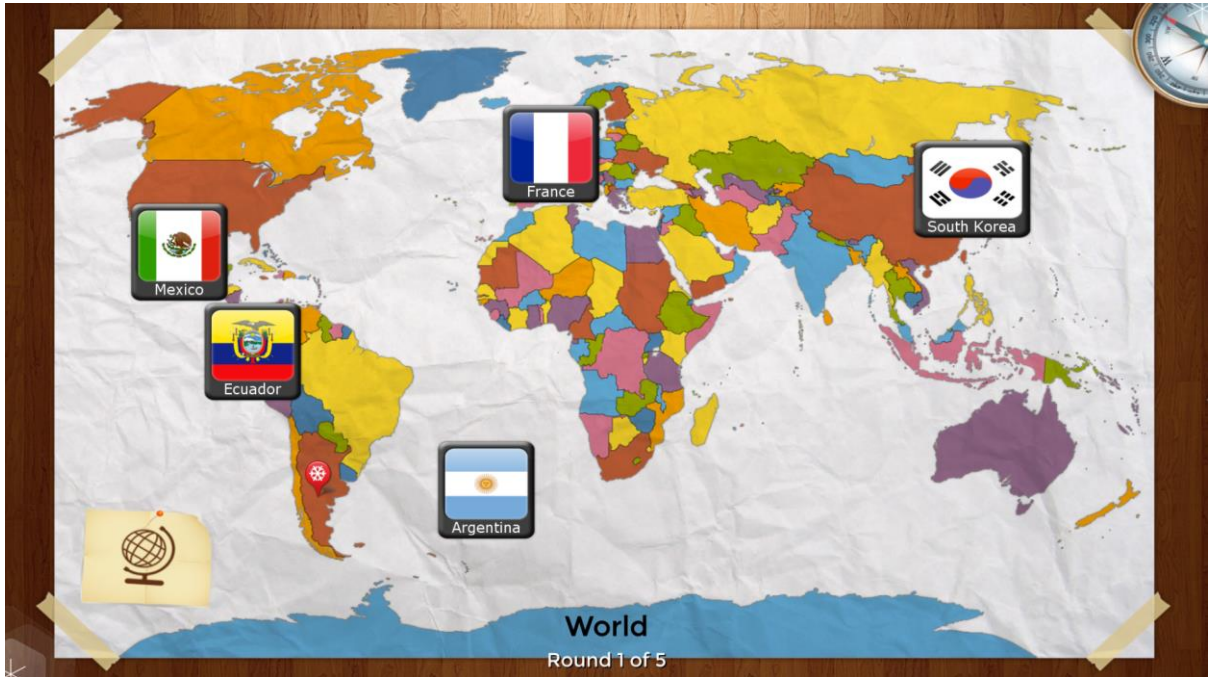 France
South Korea
Mexico
Ecuador
Argentina
World
Round 1 of 5